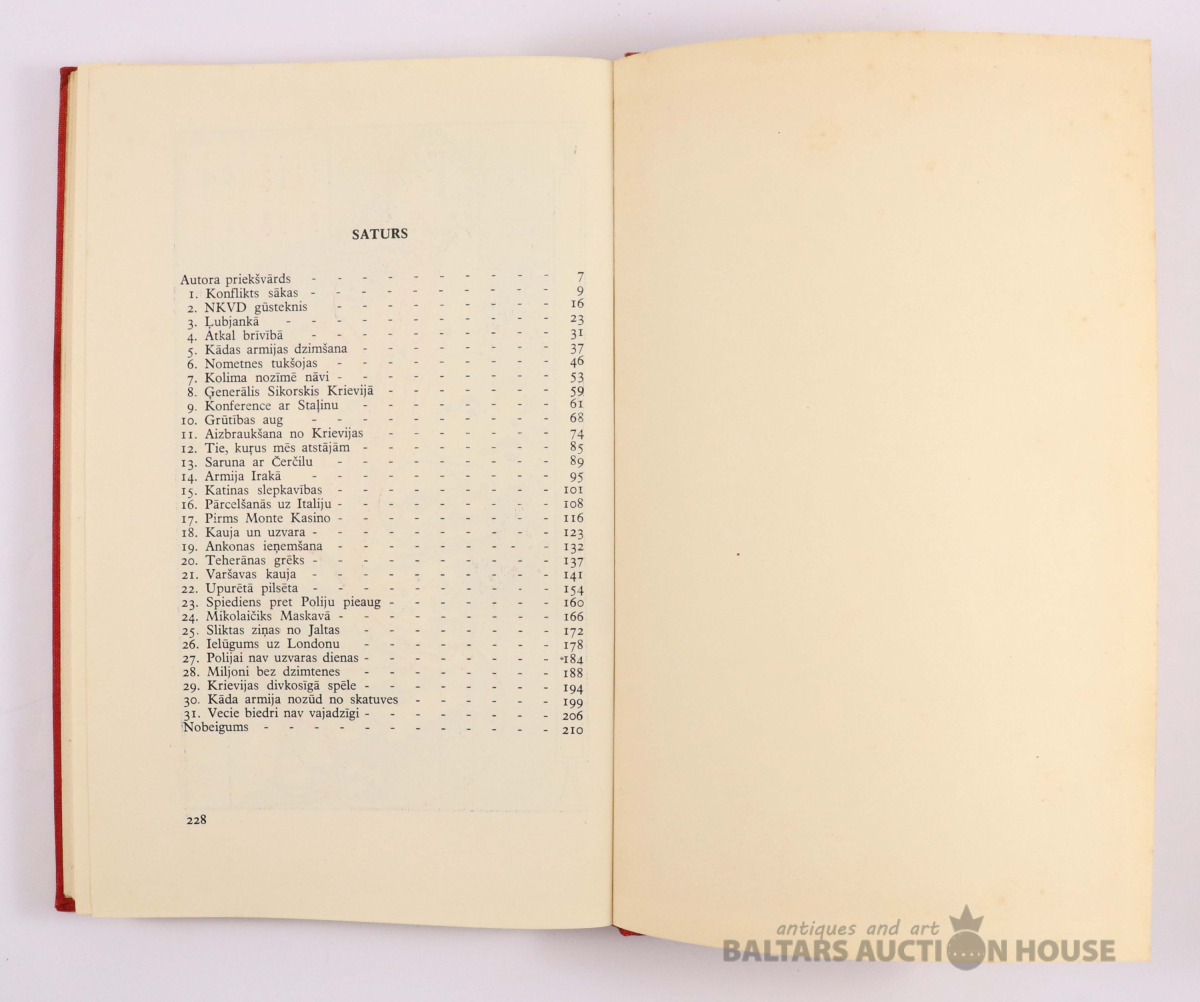 SATURS
Autora priekšvārds - - - - - - - - - - 7
1. Konflikts sākas - - - - - - - - - - 9
2. NKVD gūsteknis - - - - - - - - - 16
3. Ļubjankā - - - - - - - - - - - 23
4. Atkal brīvībā - - - - - - - - - - 31
5. Kādas armijas dzimšana - - - - - - - - 37
6. Nometnes tukšojas - - - - - - - - - 46
7. Kolima nozīmē nāvi - - - - - - - - - 53
8. Ģenerālis Sikorskis Krievijā - - - - - - - 59
9. Konference ar Staļinu - - - - - - - - 61
10. Grūtības aug - - - - - - - - - - 68
11. Aizbraukšana no Krievijas - - - - - - - 74
12. Tie, kuŗus mēs atstājām - - - - - - - - 85
13. Saruna ar Čerčilu - - - - - - - - - 89
14. Armija Irakā - - - - - - - - - - 95
15. Katinas slepkavības - - - - - - - - - 101
16. Pārcelšanās uz Italiju - - - - - - - - - 108
17. Pirms Monte Kasino - - - - - - - - - 116
18. Kauja un uzvara - - - - - - - - - - 123
19. Ankonas ieņemšana - - - - - - - - - 132
20. Teherānas grēks - - - - - - - - - - 137
21. Varšavas kauja - - - - - - - - - - 141
22. Upurētā pilsēta - - - - - - - - - - 154
23. Spiediens pret Poliju pieaug - - - - - - - 160
24. Mikolaičiks Maskavā - - - - - - - - - 166
25. Sliktas ziņas no Jaltas - - - - - - - - 172
26. Ielūgums uz Londonu - - - - - - - - 178
27. Polijai nav uzvaras dienas - - - - - - - - 184
28. Miljoni bez dzimtenes - - - - - - - - 188
29. Krievijas divkosīgā spēle - - - - - - - - 194
30. Kāda armija nozūd no skatuves - - - - - - 199
31. Vecie biedri nav vajadzīgi - - - - - - - - 206
Nobeigums - - - - - - - - - - - - 210
228
antiques and art
BALTARS AUCTION HOUSE